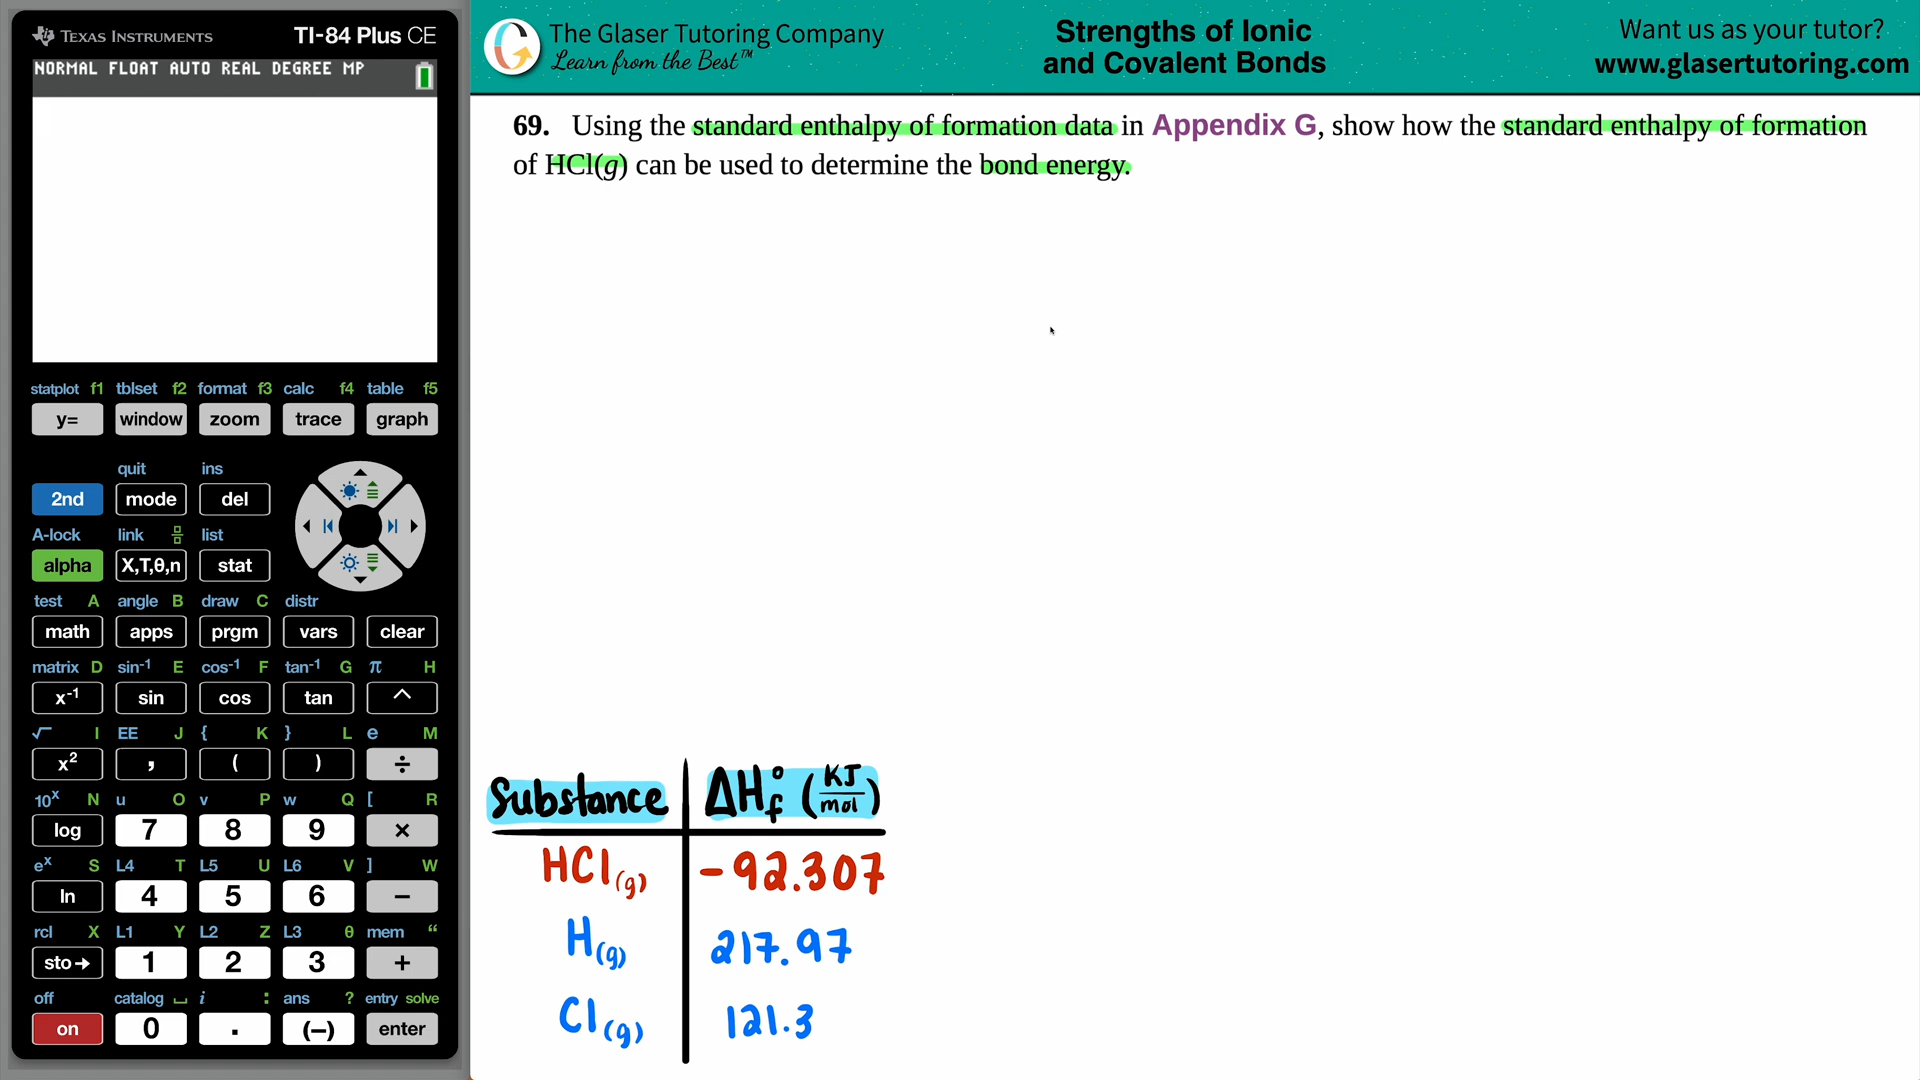 TEXAS INSTRUMENTS TI-84 Plus CE
NORMAL FLOAT AUTO REAL DEGREE MP
statplot f1 tblset f2 format f3 calc f4 table f5
y= window zoom trace graph
quit ins
2nd mode del
A-lock link list
alpha X,T,θ,n stat
test A angle B draw C distr
math apps prgm vars clear
matrix D sin⁻¹ E cos⁻¹ F tan⁻¹ G π H
x⁻¹ sin cos tan ^
√ I EE J { K } L e M
x² , ( ) ÷
10ˣ N u O v P w Q [ R
log 7 8 9 ×
eˣ S L4 T L5 U L6 V ] W
ln 4 5 6 −
rcl X L1 Y L2 Z L3 θ mem “
sto→ 1 2 3 +
off catalog ⎵ i : ans ? entry solve
on 0 . (−) enter
The Glaser Tutoring Company
Learn from the Best™
Strengths of Ionic
and Covalent Bonds
Want us as your tutor?
www.glasertutoring.com
69. Using the standard enthalpy of formation data in Appendix G, show how the standard enthalpy of formation
of HCl(g) can be used to determine the bond energy.
Substance ΔH°f (KJ/mol)
HCl(g) -92.307
H(g) 217.97
Cl(g) 121.3